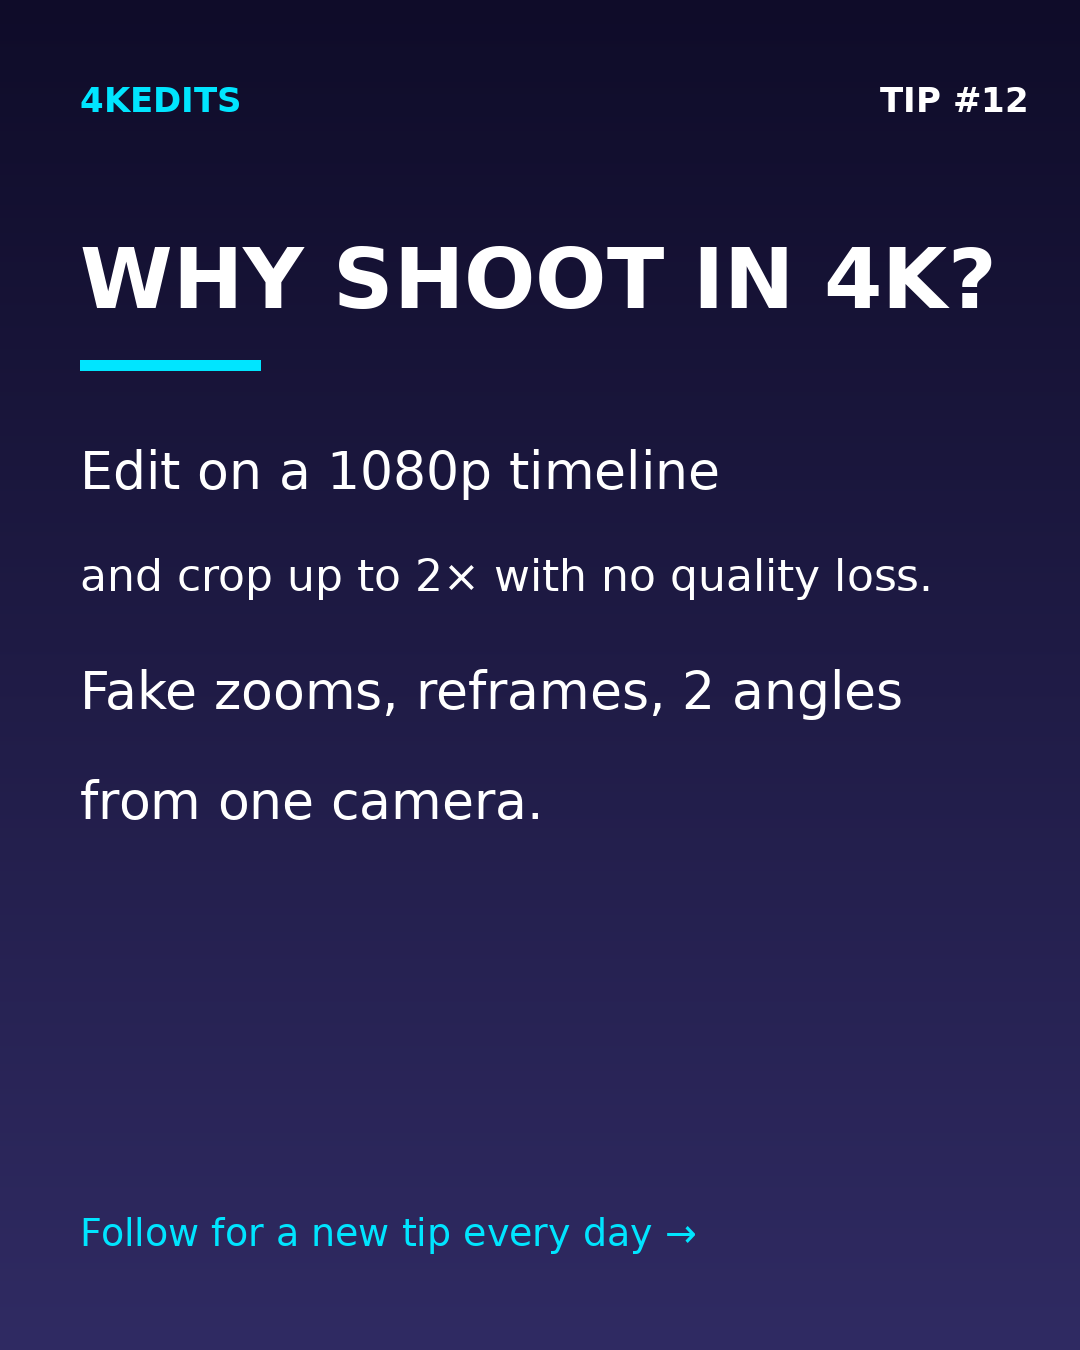 4KEDITS
TIP #12
WHY SHOOT IN 4K?
Edit on a 1080p timeline
and crop up to 2× with no quality loss.
Fake zooms, reframes, 2 angles
from one camera.
Follow for a new tip every day →